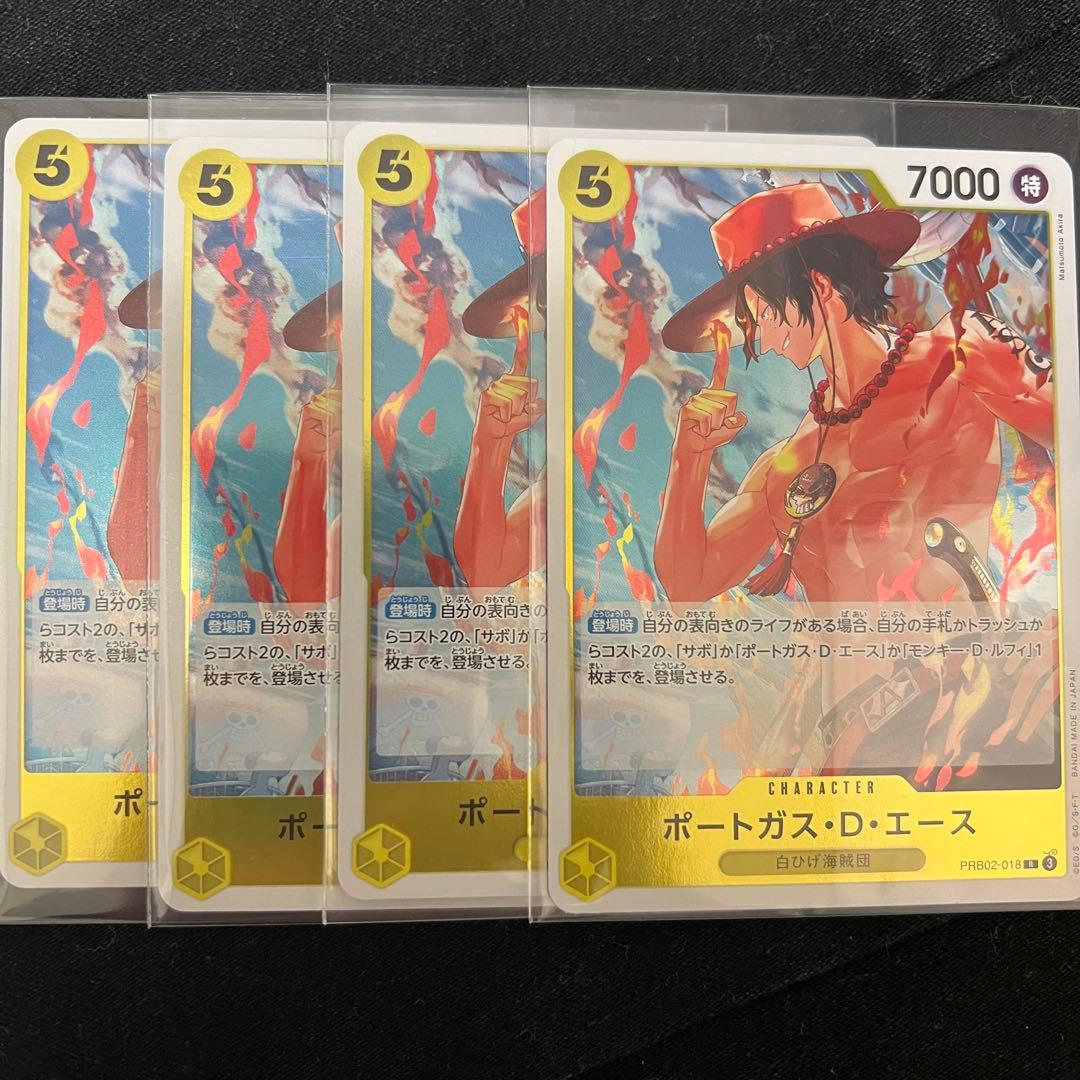 5
登場時 自分の表
らコスト2の、「サ
枚までを、登場さ
ポー
5
登場時 自分の表
らコスト2の、「サボ」
枚までを、登場させ
ポー
5
登場時 自分の表向きの
らコスト2の、「サボ」か
枚までを、登場させる。
ポート
5
7000 特
Matsumoto Akira
登場時 自分の表向きのライフがある場合、自分の手札かトラッシュか
らコスト2の、「サボ」か「ポートガス・D・エース」か「モンキー・D・ルフィ」1
枚までを、登場させる。
CHARACTER
ポートガス・D・エース
白ひげ海賊団
PRB02-018 R 3
©EO/S ©O/S・F・T BANDAI MADE IN JAPAN